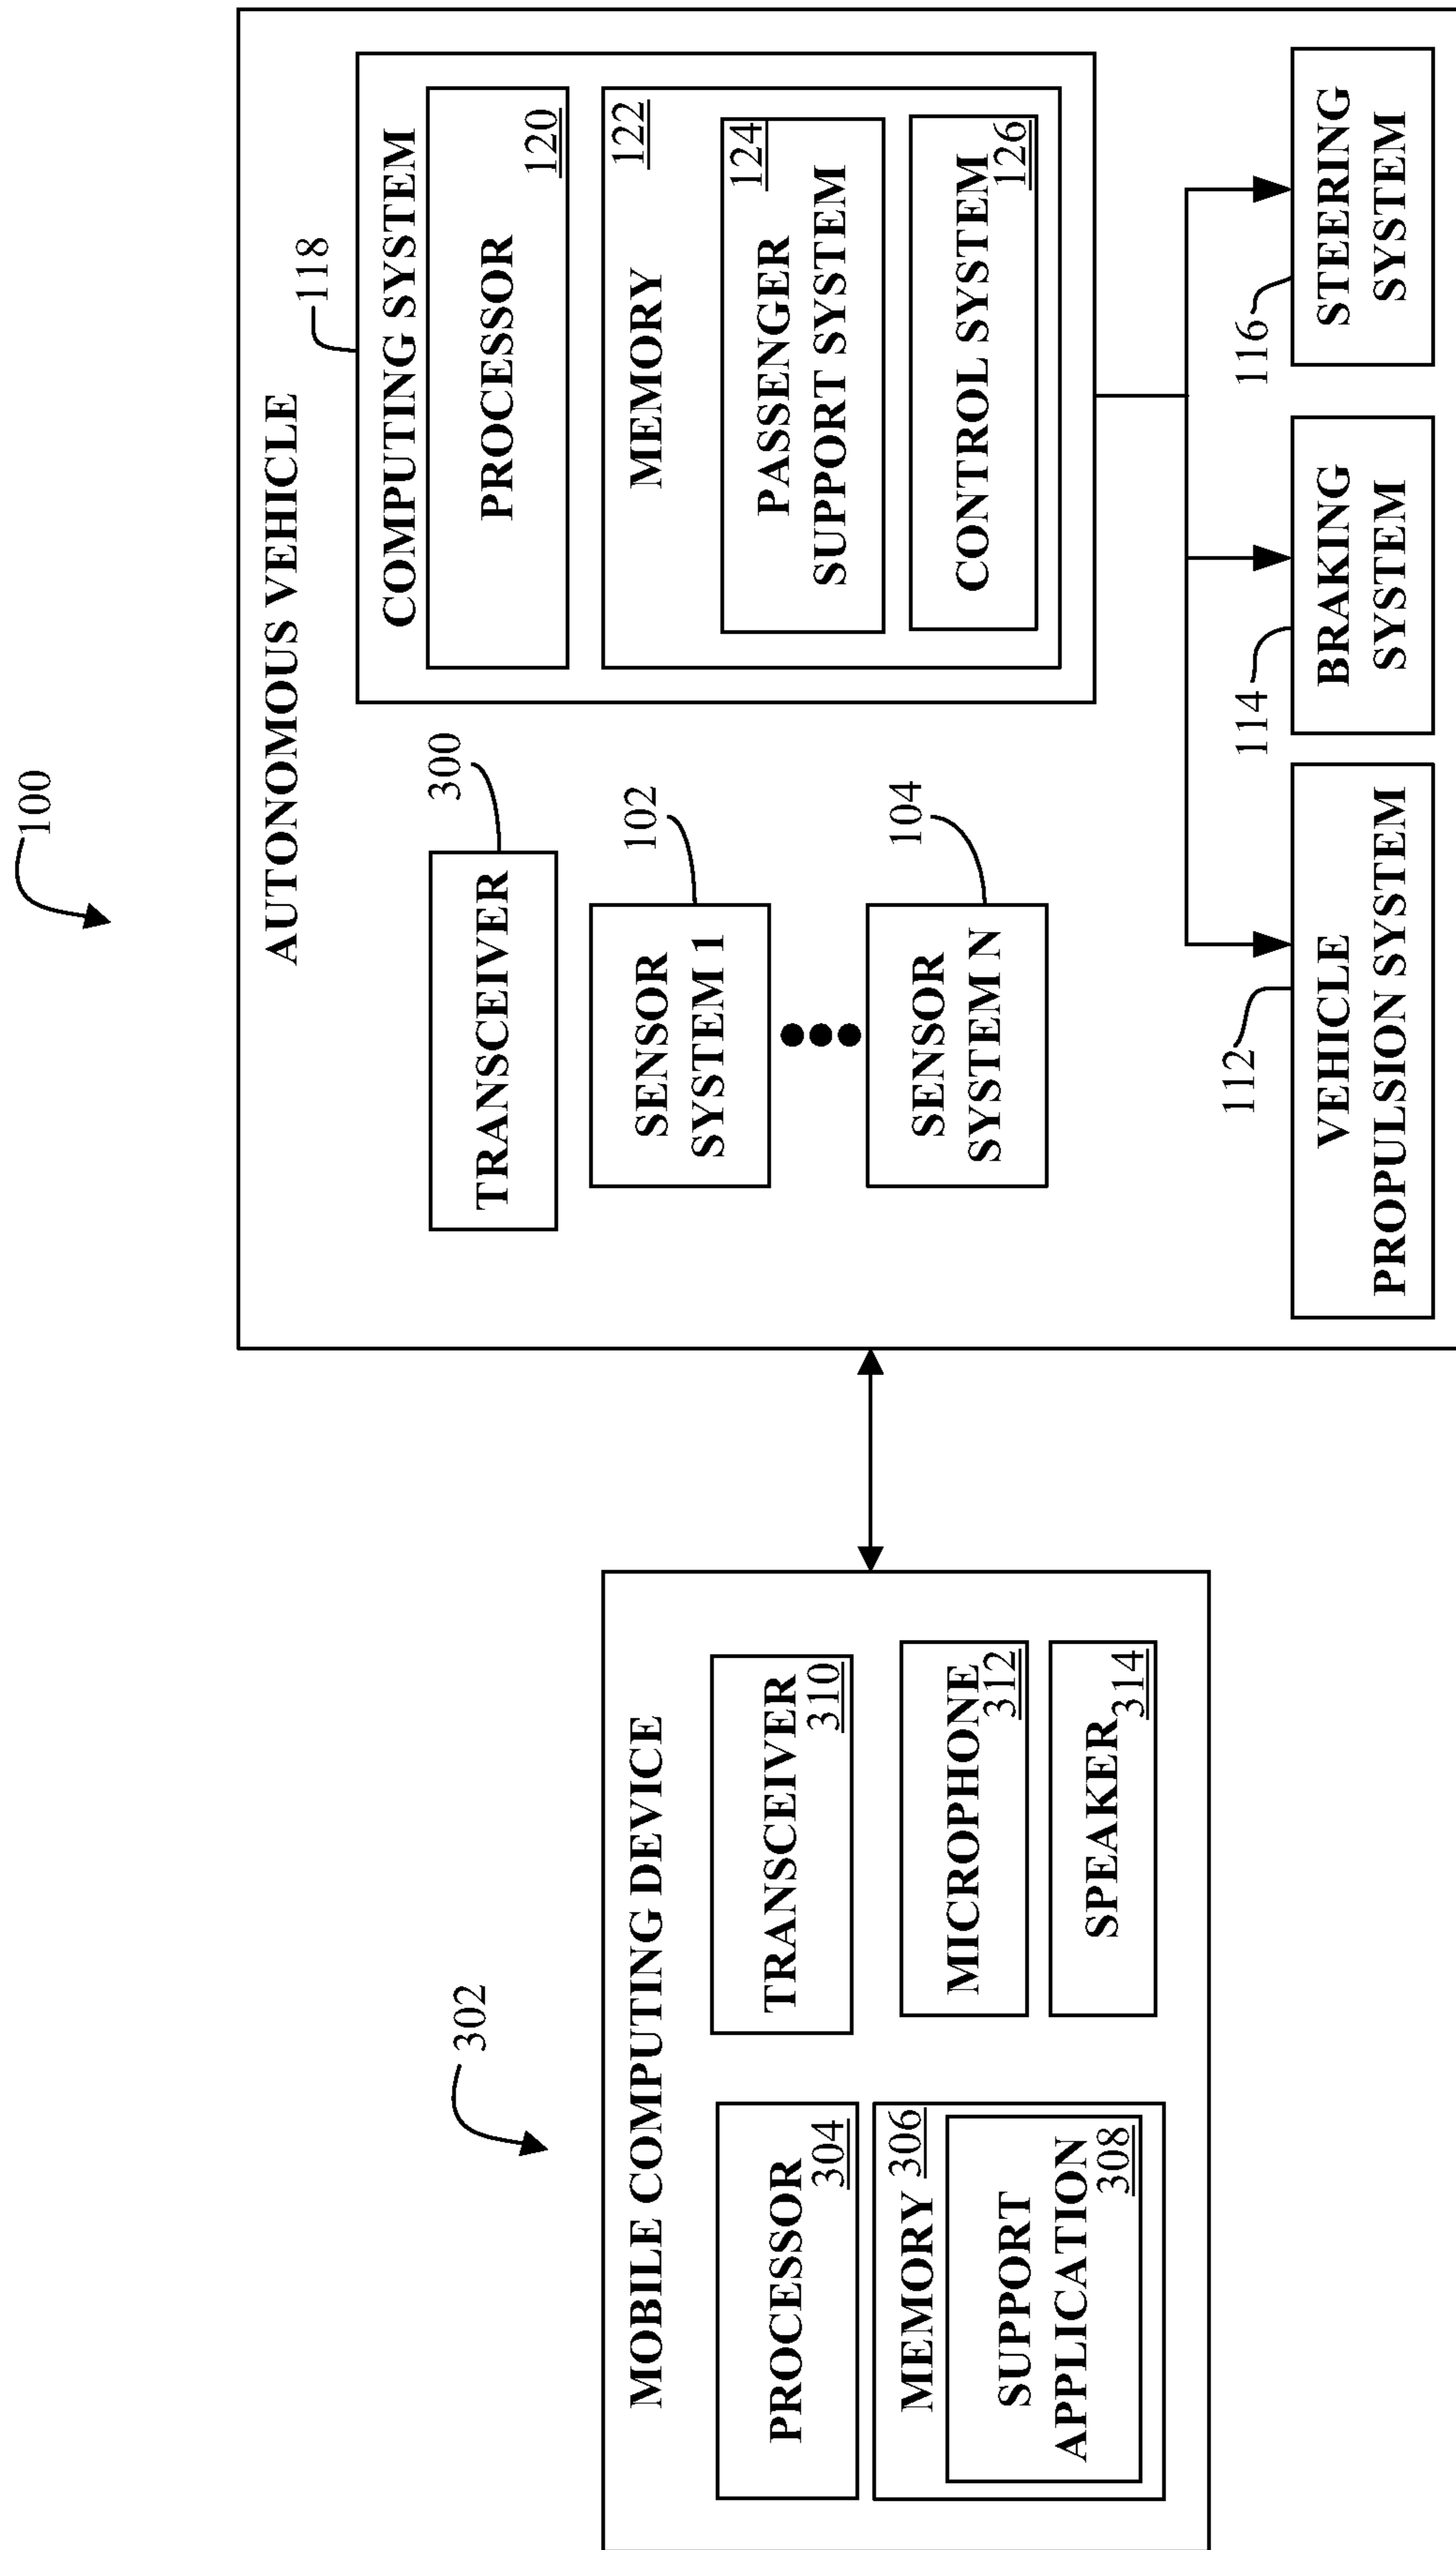 100
AUTONOMOUS VEHICLE
118
COMPUTING SYSTEM
PROCESSOR
120
MEMORY
122
PASSENGER
SUPPORT SYSTEM
124
CONTROL SYSTEM
126
TRANSCEIVER
300
SENSOR
SYSTEM 1
102
SENSOR
SYSTEM N
104
112
VEHICLE
PROPULSION SYSTEM
114
BRAKING
SYSTEM
116
STEERING
SYSTEM
302
MOBILE COMPUTING DEVICE
PROCESSOR
304
MEMORY 306
SUPPORT
APPLICATION
308
TRANSCEIVER
310
MICROPHONE
312
SPEAKER
314